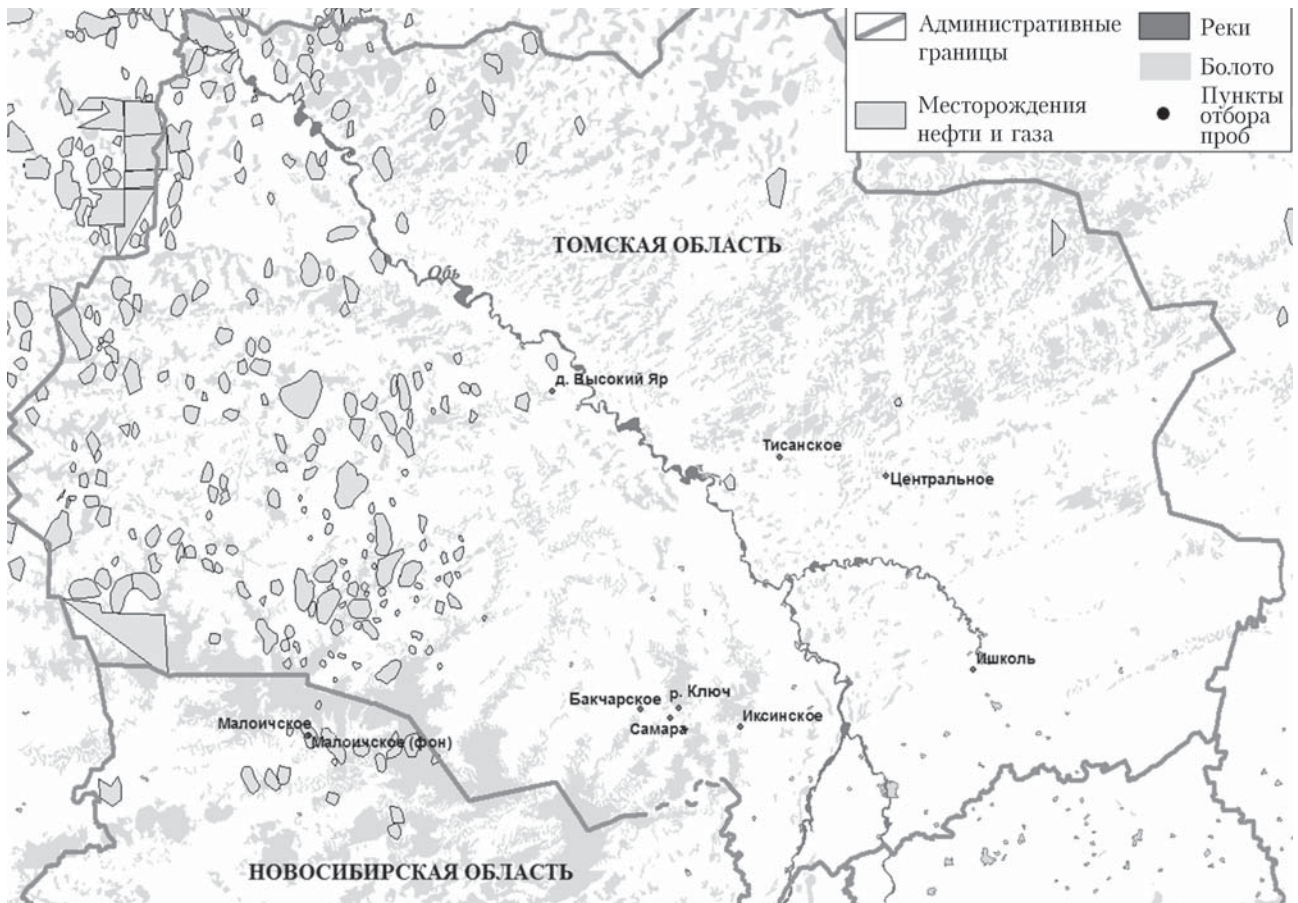 Административные
границы
Месторождения
нефти и газа
Реки
Болото
Пункты
отбора
проб
ТОМСКАЯ ОБЛАСТЬ
Обь
д. Высокий Яр
Тисанское
Центральное
Ишколь
Бакчарское
р. Ключ
Самара
Иксинское
Малоичское
Малоичское (фон)
НОВОСИБИРСКАЯ ОБЛАСТЬ